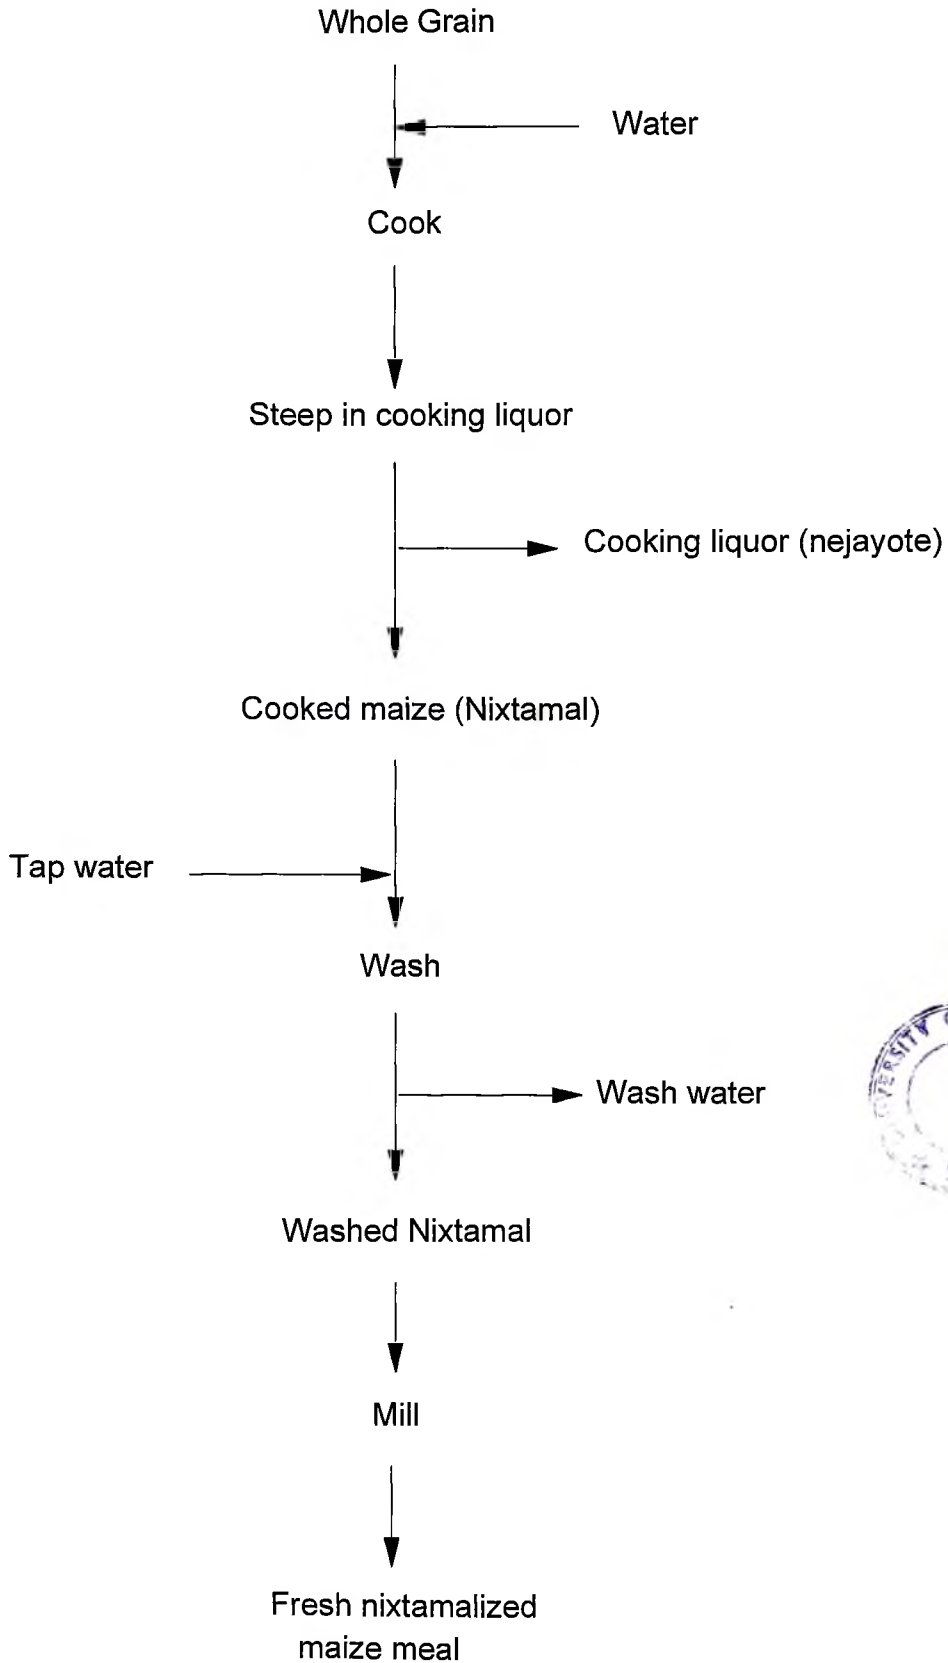 Whole Grain
Water
Cook
Steep in cooking liquor
Cooking liquor (nejayote)
Cooked maize (Nixtamal)
Tap water
Wash
Wash water
Washed Nixtamal
Mill
Fresh nixtamalized
maize meal